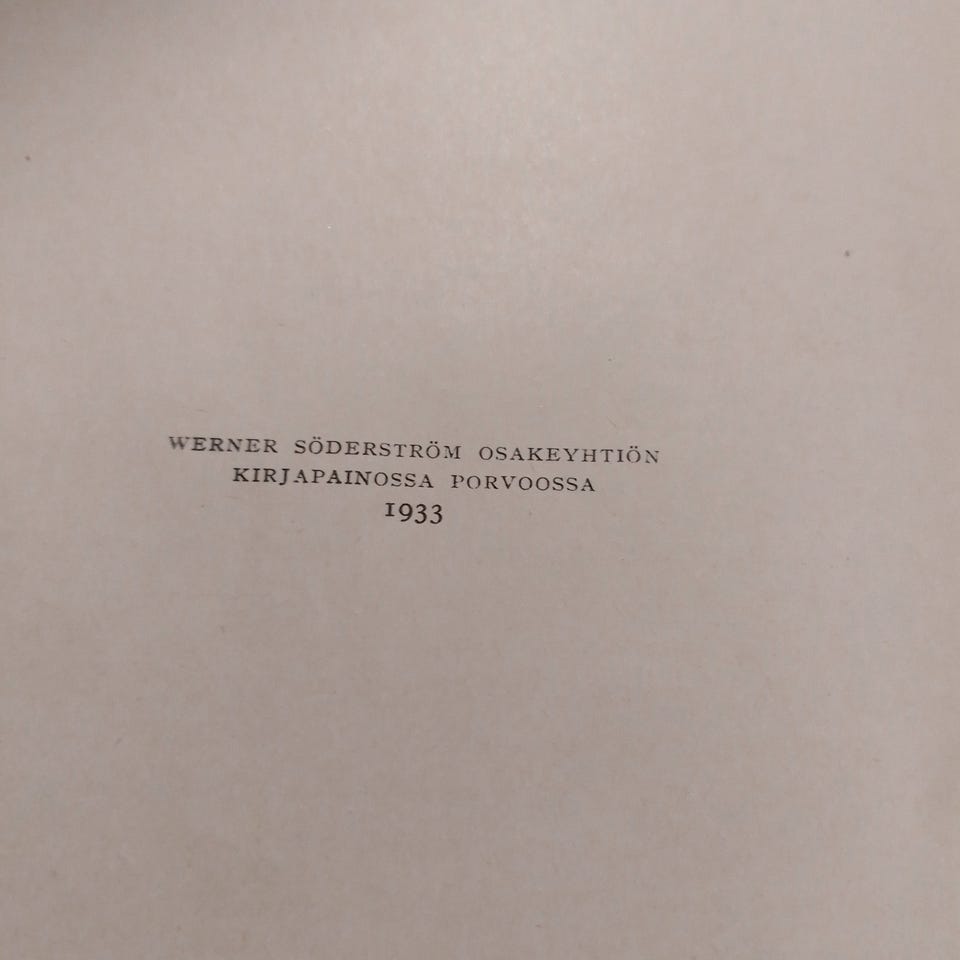 WERNER SÖDERSTRÖM OSAKEYHTIÖN
KIRJAPAINOSSA PORVOOSSA
1933